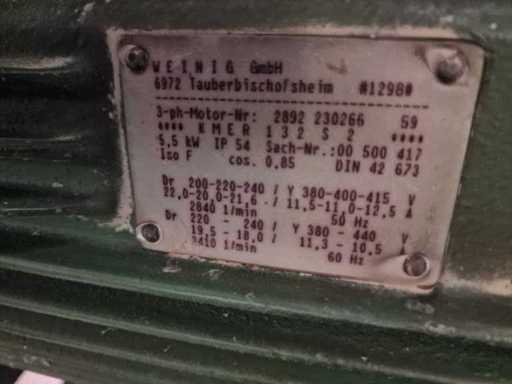 WEINIG GmbH
6972 Tauberbischofsheim #1298#
3-ph-Motor-Nr: 2892 230266 59
**** KMER 132 S 2 ****
5,5 kW IP 54 Sach-Nr.:00 500 417
Iso F cos. 0,85 DIN 42 673
Dr 200-220-240 / Y 380-400-415 V
22,0-20,0-21,6 / 11,5-11,0-12,5 A
2840 1/min 50 Hz
Dr 220 - 240 / Y 380 - 440 V
19,5 - 18,0 / 11,3 - 10,5
1/min 60 Hz